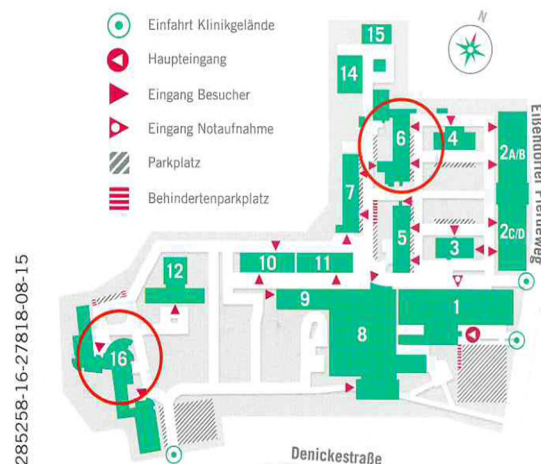 Einfahrt Klinikgelände
Haupteingang
Eingang Besucher
Eingang Notaufnahme
Parkplatz
Behindertenparkplatz
N
15
14
6
4
2A/B
Eißendorfer Pferdeweg
7
5
3
2C/D
10
11
12
9
1
8
16
Denickestraße
285258-16-27818-08-15